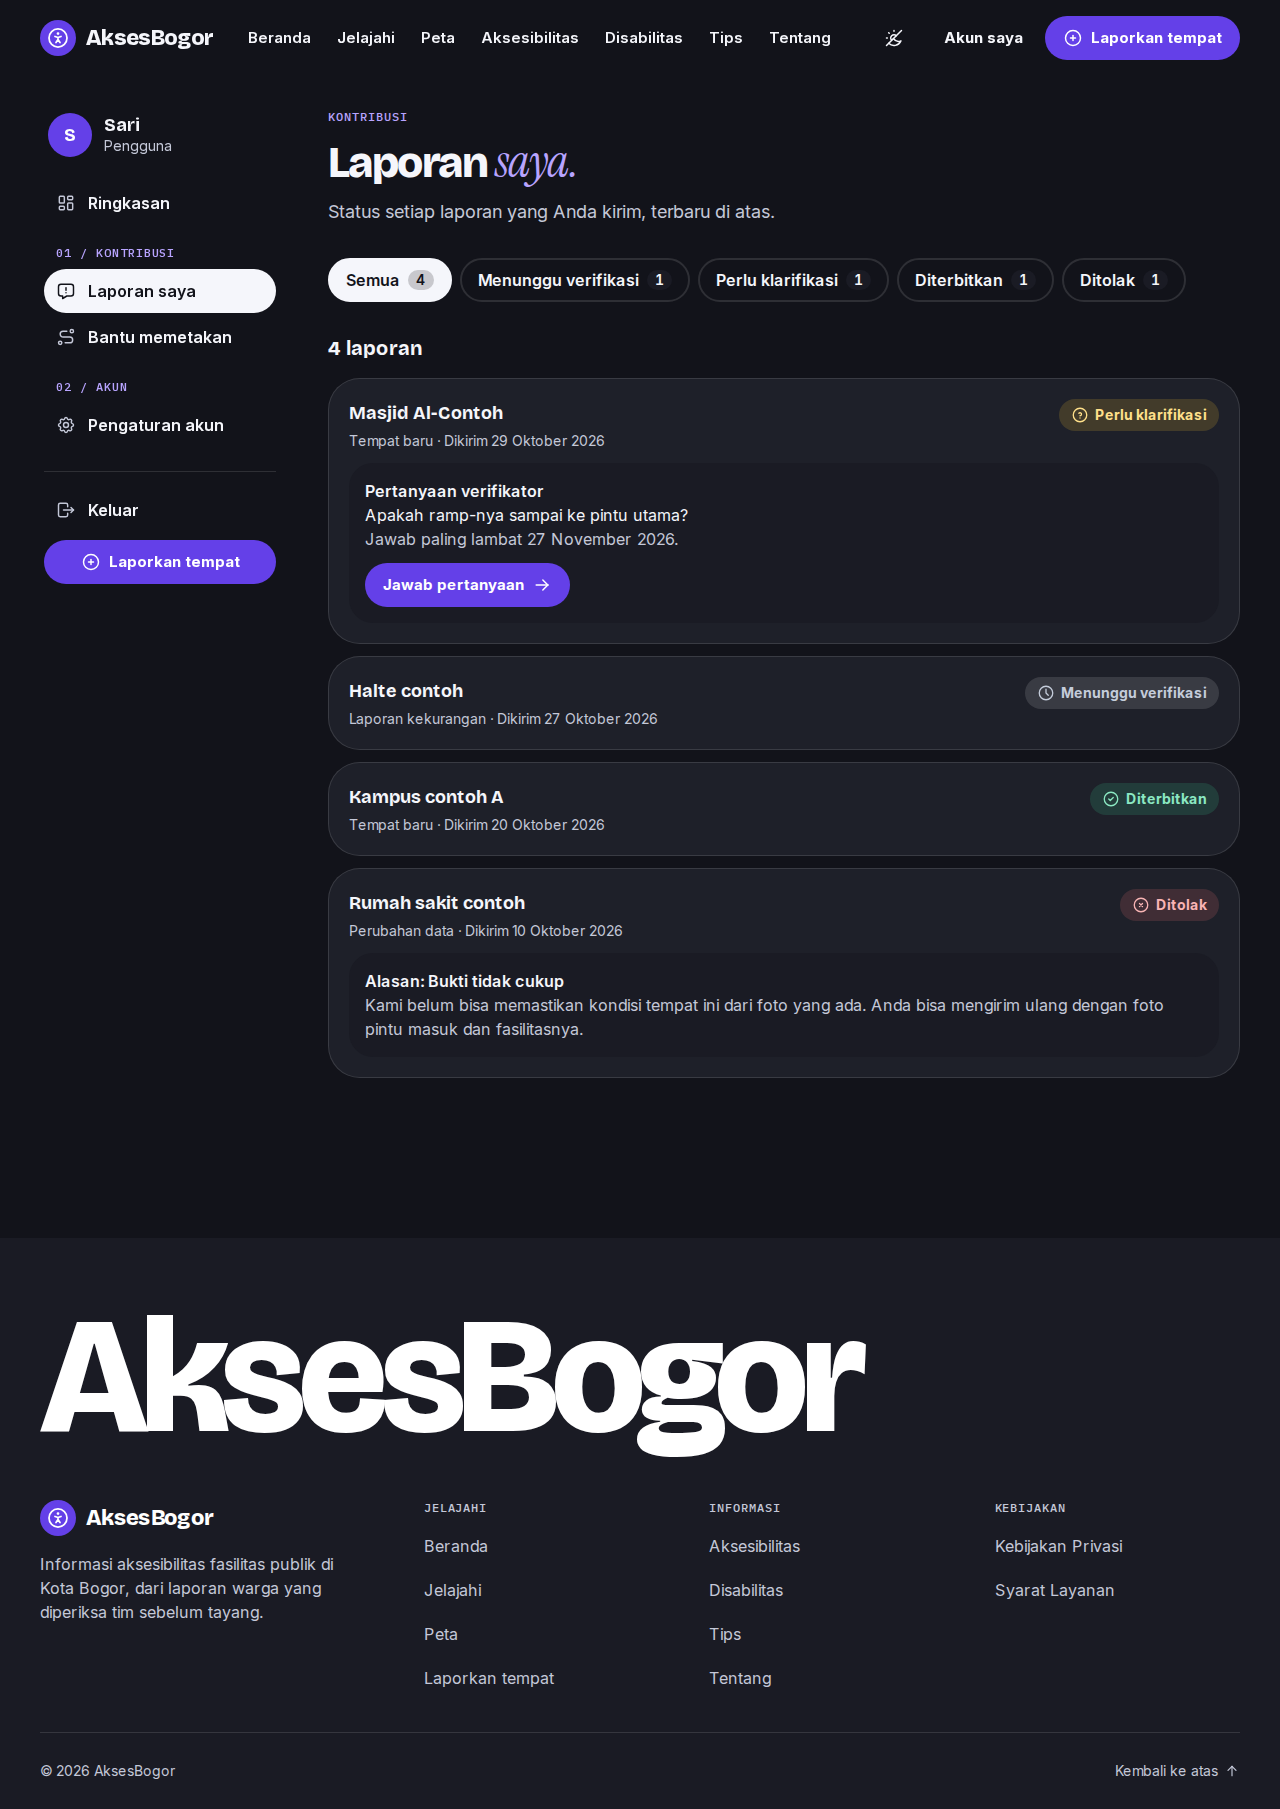 AksesBogor
Beranda
Jelajahi
Peta
Aksesibilitas
Disabilitas
Tips
Tentang
Akun saya
Laporkan tempat
S
Sari
Pengguna
Ringkasan
01 / KONTRIBUSI
Laporan saya
Bantu memetakan
02 / AKUN
Pengaturan akun
Keluar
Laporkan tempat
KONTRIBUSI
Laporan saya.
Status setiap laporan yang Anda kirim, terbaru di atas.
Semua 4
Menunggu verifikasi 1
Perlu klarifikasi 1
Diterbitkan 1
Ditolak 1
4 laporan
Masjid Al-Contoh
Perlu klarifikasi
Tempat baru · Dikirim 29 Oktober 2026
Pertanyaan verifikator
Apakah ramp-nya sampai ke pintu utama?
Jawab paling lambat 27 November 2026.
Jawab pertanyaan
Halte contoh
Menunggu verifikasi
Laporan kekurangan · Dikirim 27 Oktober 2026
Kampus contoh A
Diterbitkan
Tempat baru · Dikirim 20 Oktober 2026
Rumah sakit contoh
Ditolak
Perubahan data · Dikirim 10 Oktober 2026
Alasan: Bukti tidak cukup
Kami belum bisa memastikan kondisi tempat ini dari foto yang ada. Anda bisa mengirim ulang dengan foto
pintu masuk dan fasilitasnya.
AksesBogor
AksesBogor
Informasi aksesibilitas fasilitas publik di
Kota Bogor, dari laporan warga yang
diperiksa tim sebelum tayang.
JELAJAHI
Beranda
Jelajahi
Peta
Laporkan tempat
INFORMASI
Aksesibilitas
Disabilitas
Tips
Tentang
KEBIJAKAN
Kebijakan Privasi
Syarat Layanan
© 2026 AksesBogor
Kembali ke atas ↑